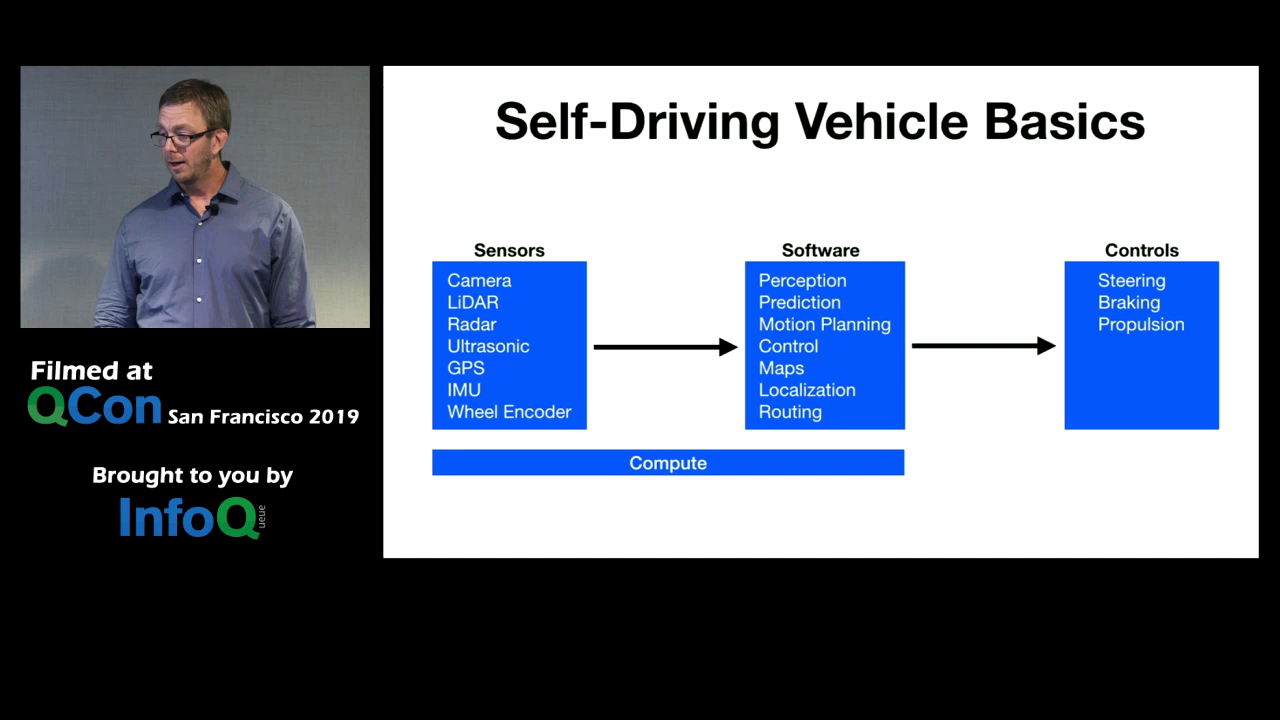 Self-Driving Vehicle Basics
Sensors
Camera
LiDAR
Radar
Ultrasonic
GPS
IMU
Wheel Encoder
Software
Perception
Prediction
Motion Planning
Control
Maps
Localization
Routing
Controls
Steering
Braking
Propulsion
Compute
Filmed at
QCon San Francisco 2019
Brought to you by
InfoQ
ueue